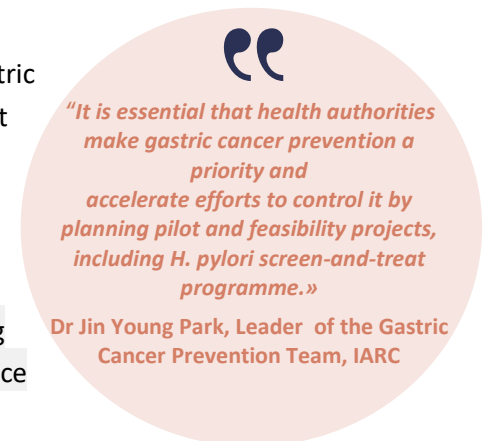 tric
t
“It is essential that health authorities
make gastric cancer prevention a
priority and
accelerate efforts to control it by
planning pilot and feasibility projects,
including H. pylori screen-and-treat
programme.»
g
Dr Jin Young Park, Leader of the Gastric
Cancer Prevention Team, IARC
ce